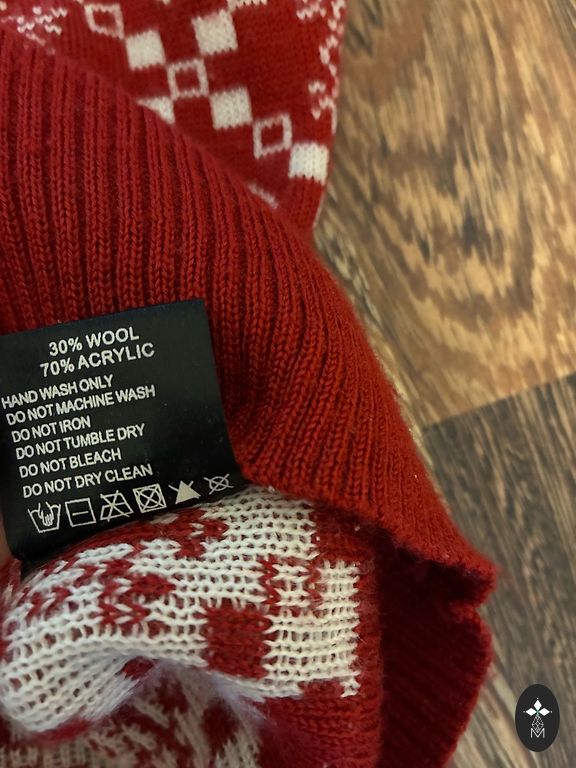 30% WOOL
70% ACRYLIC
HAND WASH ONLY
DO NOT MACHINE WASH
DO NOT IRON
DO NOT TUMBLE DRY
DO NOT BLEACH
DO NOT DRY CLEAN
M